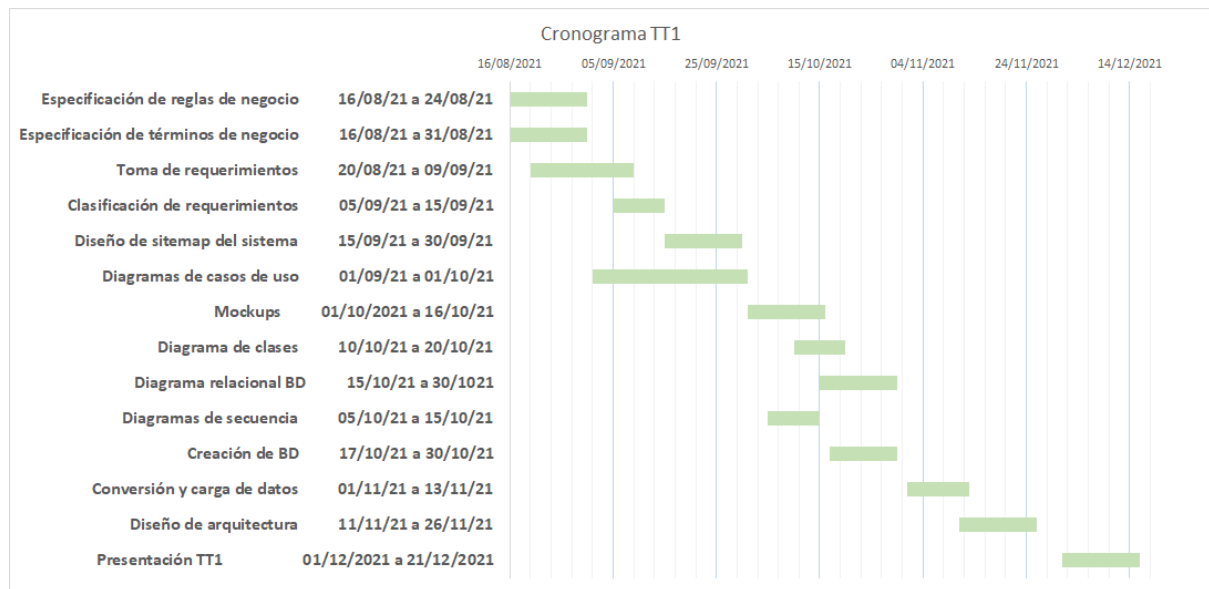 Cronograma TT1
16/08/2021 05/09/2021 25/09/2021 15/10/2021 04/11/2021 24/11/2021 14/12/2021
Especificación de reglas de negocio 16/08/21 a 24/08/21
Especificación de términos de negocio 16/08/21 a 31/08/21
Toma de requerimientos 20/08/21 a 09/09/21
Clasificación de requerimientos 05/09/21 a 15/09/21
Diseño de sitemap del sistema 15/09/21 a 30/09/21
Diagramas de casos de uso 01/09/21 a 01/10/21
Mockups 01/10/2021 a 16/10/21
Diagrama de clases 10/10/21 a 20/10/21
Diagrama relacional BD 15/10/21 a 30/1021
Diagramas de secuencia 05/10/21 a 15/10/21
Creación de BD 17/10/21 a 30/10/21
Conversión y carga de datos 01/11/21 a 13/11/21
Diseño de arquitectura 11/11/21 a 26/11/21
Presentación TT1 01/12/2021 a 21/12/2021